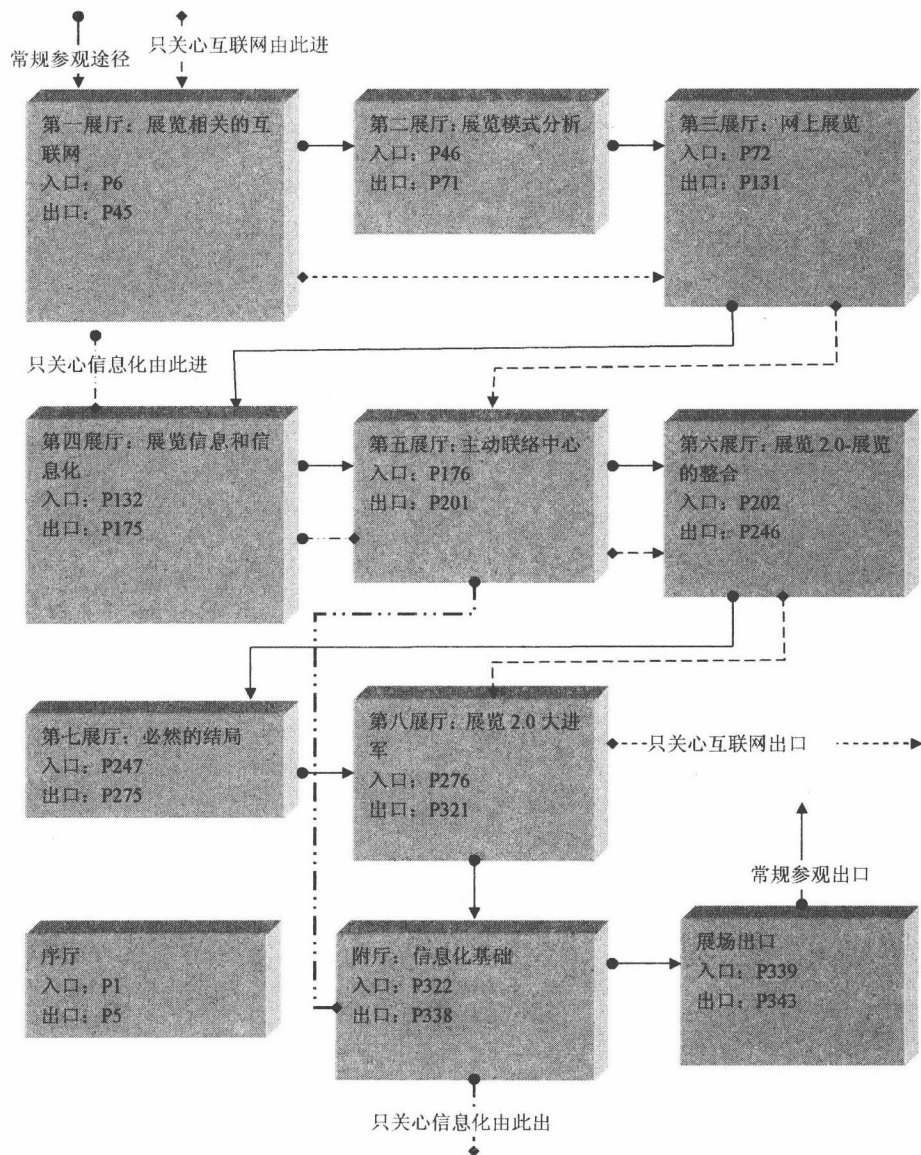 常规参观途径
只关心互联网由此进
第一展厅：展览相关的互
联网
入口：P6
出口：P45
第二展厅：展览模式分析
入口：P46
出口：P71
第三展厅：网上展览
入口：P72
出口：P131
只关心信息化由此进
第四展厅：展览信息和信
息化
入口：P132
出口：P175
第五展厅：主动联络中心
入口：P176
出口：P201
第六展厅：展览 2.0-展览
的整合
入口：P202
出口：P246
第七展厅：必然的结局
入口：P247
出口：P275
第八展厅：展览 2.0 大进
军
入口：P276
出口：P321
只关心互联网出口
常规参观出口
序厅
入口：P1
出口：P5
附厅：信息化基础
入口：P322
出口：P338
展场出口
入口：P339
出口：P343
只关心信息化由此出